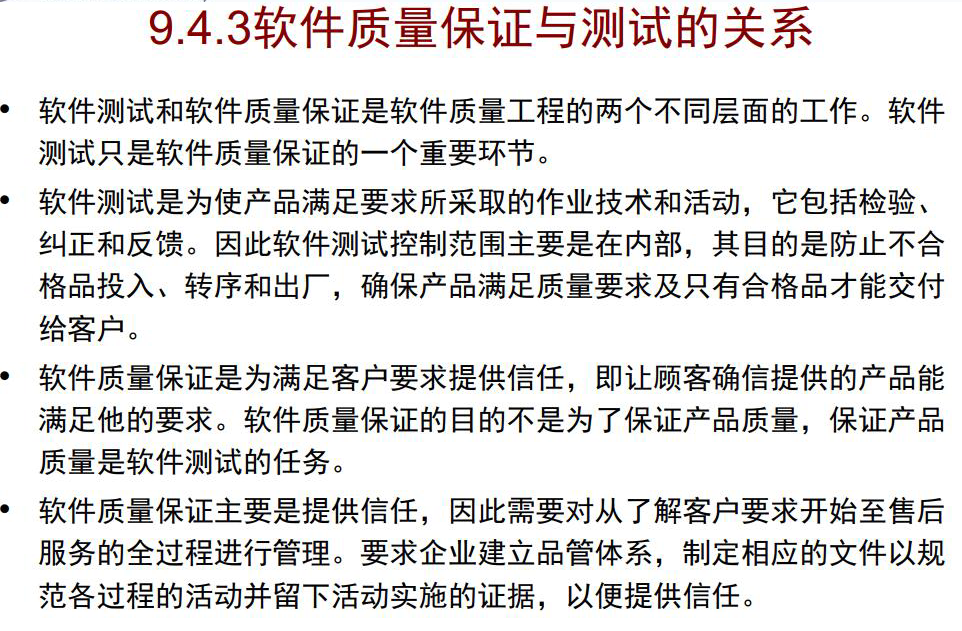 9.4.3软件质量保证与测试的关系
• 软件测试和软件质量保证是软件质量工程的两个不同层面的工作。软件
测试只是软件质量保证的一个重要环节。
• 软件测试是为使产品满足要求所采取的作业技术和活动，它包括检验、
纠正和反馈。因此软件测试控制范围主要是在内部，其目的是防止不合
格品投入、转序和出厂，确保产品满足质量要求及只有合格品才能交付
给客户。
• 软件质量保证是为满足客户要求提供信任，即让顾客确信提供的产品能
满足他的要求。软件质量保证的目的不是为了保证产品质量，保证产品
质量是软件测试的任务。
• 软件质量保证主要是提供信任，因此需要对从了解客户要求开始至售后
服务的全过程进行管理。要求企业建立品管体系，制定相应的文件以规
范各过程的活动并留下活动实施的证据，以便提供信任。